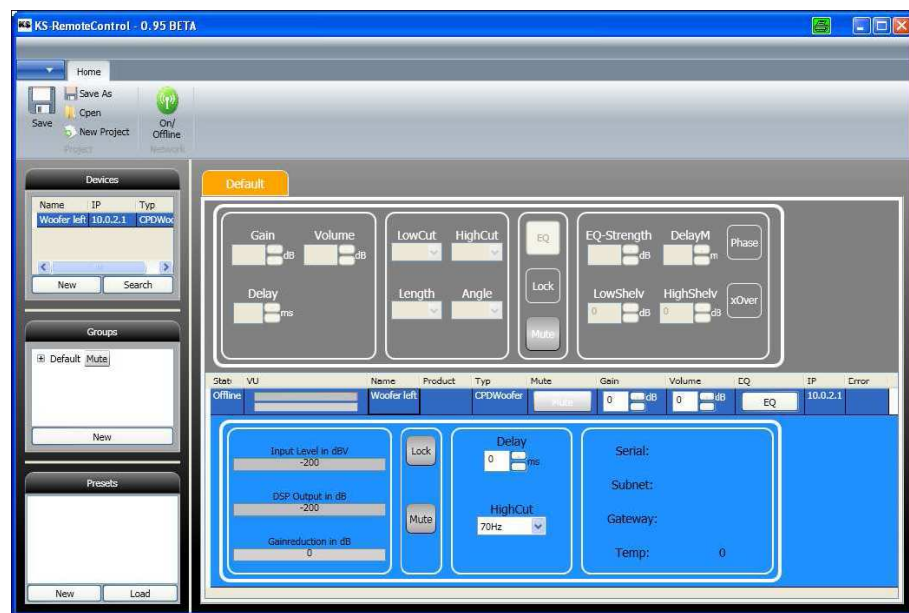 KS KS-RemoteControl - 0.95 BETA
Home
Save
Save As
Open
New Project
On/
Offline
Project
Network
Devices
Name IP Typ
Woofer left 10.0.2.1 CPDWoo
New Search
Groups
Default Mute
New
Presets
New Load
Default
Gain Volume
dB dB
Delay
ms
LowCut HighCut
Length Angle
EQ
Lock
Mute
EQ-Strength DelayM
dB m
Phase
LowShelv HighShelv
0 dB 0 dB
xOver
Stat VU Name Product Typ Mute Gain Volume EQ IP Error
Offline Woofer left CPDWoofer Mute 0 dB 0 dB EQ 10.0.2.1
Input Level in dBV
-200
DSP Output in dB
-200
Gainreduction in dB
0
Lock
Mute
Delay
0 ms
HighCut
70Hz
Serial:
Subnet:
Gateway:
Temp: 0